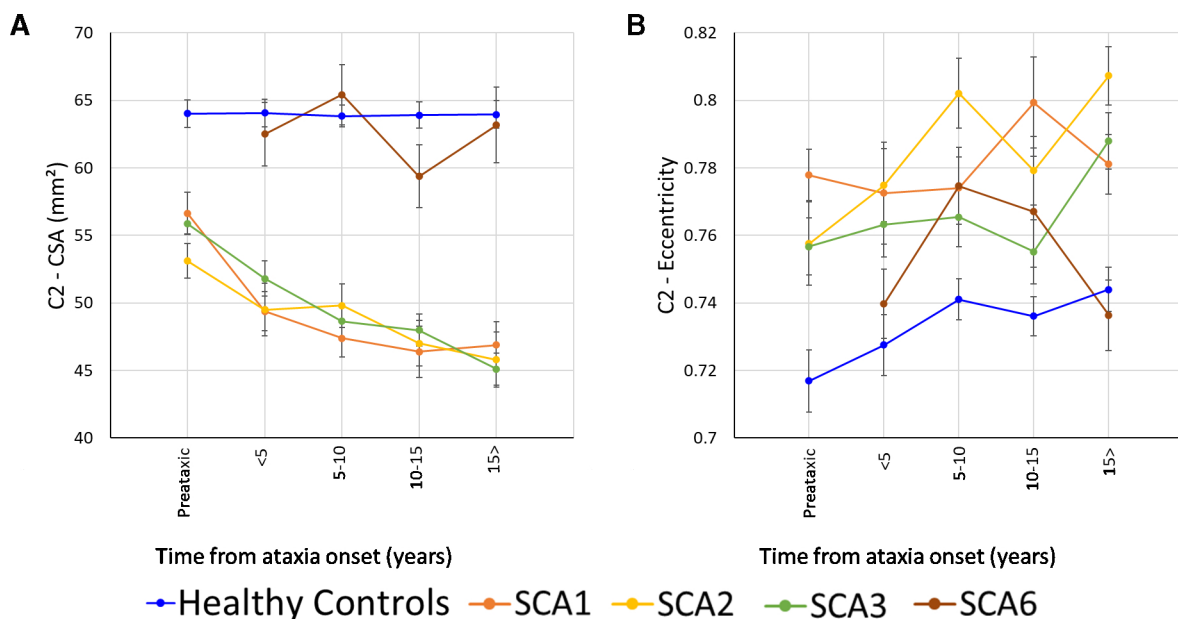 A
C2 - CSA (mm²)
70
65
60
55
50
45
40
Preataxic
<5
5-10
10-15
15>
Time from ataxia onset (years)
B
C2 - Eccentricity
0.82
0.8
0.78
0.76
0.74
0.72
0.7
Preataxic
<5
5-10
10-15
15>
Time from ataxia onset (years)
Healthy Controls SCA1 SCA2 SCA3 SCA6